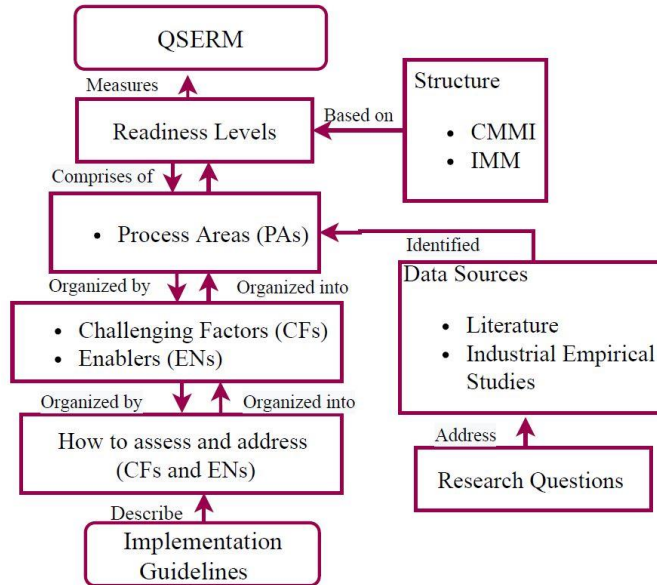 QSERM
Measures
Structure
Based on
• CMMI
Readiness Levels
• IMM
Comprises of
• Process Areas (PAs)
Identified
Organized by
Organized into
Data Sources
• Challenging Factors (CFs)
• Enablers (ENs)
• Literature
• Industrial Empirical
Studies
Organized by
Organized into
How to assess and address
(CFs and ENs)
Address
Research Questions
Describe
Implementation
Guidelines